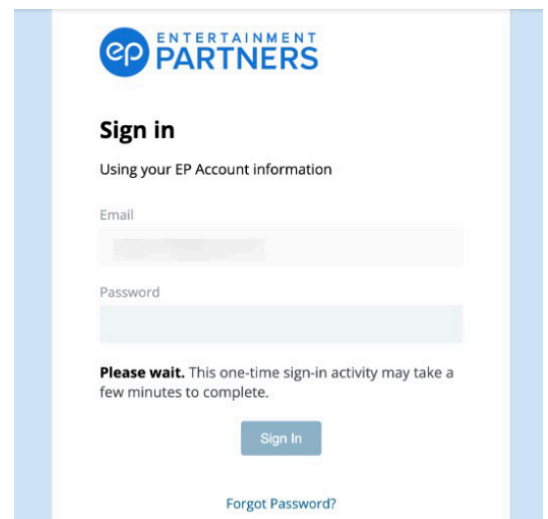 ep ENTERTAINMENT
PARTNERS
Sign in
Using your EP Account information
Email
Password
Please wait. This one-time sign-in activity may take a
few minutes to complete.
Sign In
Forgot Password?